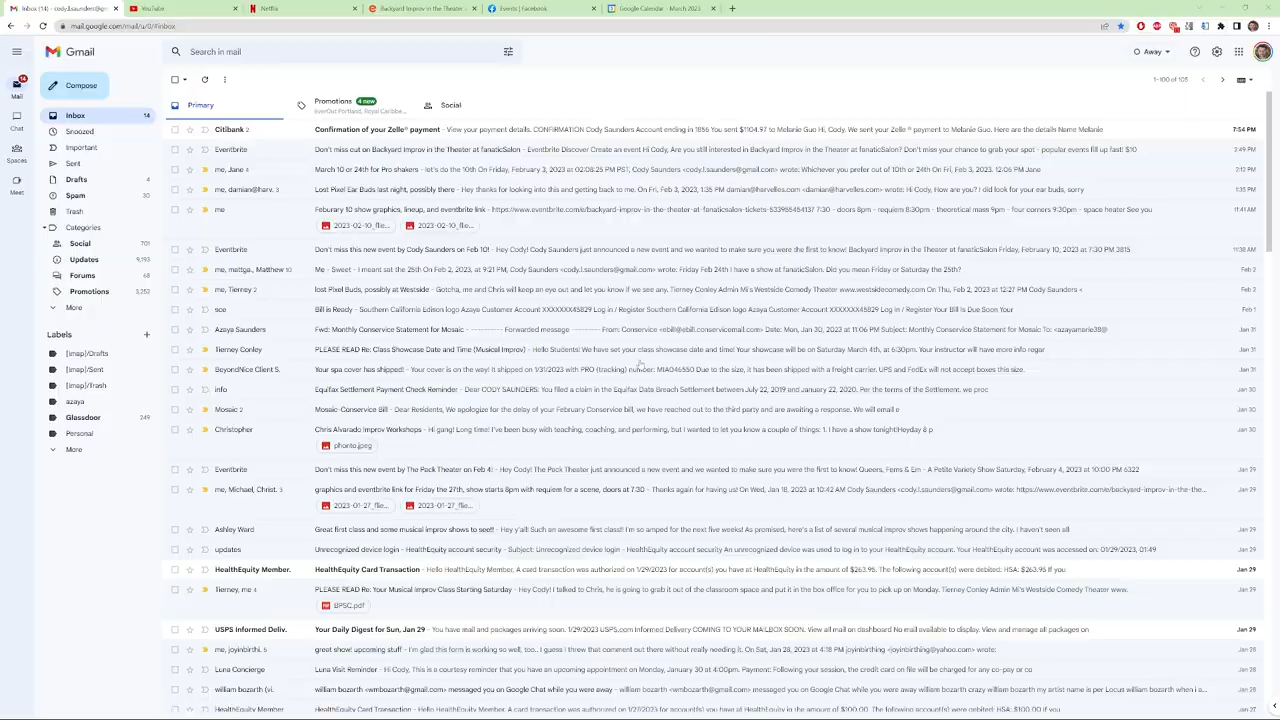 Inbox (14) - cody.l.saunders@g
YouTube
Netflix
Backyard Improv in the Theater
Events | Facebook
Google Calendar - March 2023
mail.google.com/mail/u/0/#inbox
Gmail
Search in mail
Away
Compose
1-100 of 105
14
Mail
Chat
Spaces
Meet
Inbox 14
Snoozed
Important
Sent
Drafts 4
Spam 30
Trash
Categories
Social 701
Updates 9,193
Forums 68
Promotions 3,252
More
Labels
[Imap]/Drafts
[Imap]/Sent
[Imap]/Trash
azaya
Glassdoor 249
Personal
More
Primary
Promotions 4 new
EverOut Portland, Royal Caribbe...
Social
Citibank 2 Confirmation of your Zelle® payment - View your payment details. CONFIRMATION Cody Saunders Account ending in 1856 You sent $104.97 to Melanie Guo Hi, Cody. We sent your Zelle ® payment to Melanie Guo. Here are the details Name Melanie 7:54 PM
Eventbrite Don't miss out on Backyard Improv in the Theater at fanaticSalon - Eventbrite Discover Create an event Hi Cody, Are you still interested in Backyard Improv in the Theater at fanaticSalon? Don't miss your chance to grab your spot - popular events fill up fast! $10 3:49 PM
me, Jane 4 March 10 or 24th for Pro shakers - let's do the 10th On Friday, February 3, 2023 at 02:08:25 PM PST, Cody Saunders <cody.l.saunders@gmail.com> wrote: Whichever you prefer out of 10th or 24th On Fri, Feb 3, 2023, 12:06 PM Jane 2:12 PM
me, damian@harv. 3 Lost Pixel Ear Buds last night, possibly there - Hey thanks for looking into this and getting back to me. On Fri, Feb 3, 2023, 1:35 PM damian@harvelles.com <damian@harvelles.com> wrote: Hi Cody, How are you? I did look for your ear buds, sorry 1:35 PM
me Feburary 10 show graphics, lineup, and eventbrite link - https://www.eventbrite.com/e/backyard-improv-in-the-theater-at-fanaticsalon-tickets-533955454137 7:30 - doors 8pm - requiem 8:30pm - theoretical mass 9pm - four corners 9:30pm - space heater See you 11:41 AM
2023-02-10_flie...
2023-02-10_flie...
Eventbrite Don't miss this new event by Cody Saunders on Feb 10! - Hey Cody! Cody Saunders just announced a new event and we wanted to make sure you were the first to know! Backyard Improv in the Theater at fanaticSalon Friday, February 10, 2023 at 7:30 PM 3815 11:38 AM
me, mattga., Matthew 10 Me - Sweet - I meant sat the 25th On Feb 2, 2023, at 9:21 PM, Cody Saunders <cody.l.saunders@gmail.com> wrote: Friday Feb 24th I have a show at fanaticSalon. Did you mean Friday or Saturday the 25th? Feb 2
me, Tierney 2 lost Pixel Buds, possibly at Westside - Gotcha, me and Chris will keep an eye out and let you know if we see any. Tierney Conley Admin Mi's Westside Comedy Theater www.westsidecomedy.com On Thu, Feb 2, 2023 at 12:27 PM Cody Saunders < Feb 2
sce Bill is Ready - Southern California Edison logo Azaya Customer Account XXXXXXX45829 Log in / Register Southern California Edison logo Azaya Customer Account XXXXXXX45829 Log in / Register Your Bill Is Due Soon Your Feb 1
Azaya Saunders Fwd: Monthly Conservice Statement for Mosaic - ---------- Forwarded message --------- From: Conservice <ebill@ebill.conservicemail.com> Date: Mon, Jan 30, 2023 at 11:06 PM Subject: Monthly Conservice Statement for Mosaic To: <azayamarie38@ Jan 31
Tierney Conley PLEASE READ Re: Class Showcase Date and Time (Musical Improv) - Hello Students! We have set your class showcase date and time! Your showcase will be on Saturday March 4th, at 6:30pm. Your instructor will have more info regar Jan 31
BeyondNice Client S. Your spa cover has shipped! - Your cover is on the way! It shipped on 1/31/2023 with PRO (tracking) number: MIA046550 Due to the size, it has been shipped with a freight carrier. UPS and FedEx will not accept boxes this size. Jan 31
info Equifax Settlement Payment Check Reminder - Dear CODY SAUNDERS: You filed a claim in the Equifax Date Breach Settlement between July 22, 2019 and January 22, 2020. Per the terms of the Settlement. we proc Jan 30
Mosaic 2 Mosaic-Conservice Bill - Dear Residents, We apologize for the delay of your February Conservice bill, we have reached out to the third party and are awaiting a response. We will email e Jan 30
Christopher Chris Alvarado Improv Workshops - Hi gang! Long time! I've been busy with teaching, coaching, and performing, but I wanted to let you know a couple of things: 1. I have a show tonight!Heyday 8 p Jan 30
phonto.jpeg
Eventbrite Don't miss this new event by The Pack Theater on Feb 4! - Hey Cody! The Pack Theater just announced a new event and we wanted to make sure you were the first to know! Queers, Fems & Em - A Petite Variety Show Saturday, February 4, 2023 at 10:00 PM 6322 Jan 29
me, Michael, Christ. 5 graphics and eventbrite link for Friday the 27th, show starts 8pm with requiem for a scene, doors at 7:30 - Thanks again for having us! On Wed, Jan 18, 2023 at 10:42 AM Cody Saunders <cody.l.saunders@gmail.com> wrote: https://www.eventbrite.com/e/backyard-improv-in-the-the... Jan 29
2023-01-27_flie...
2023-01-27_flie...
Ashley Ward Great first class and some musical improv shows to see!! - Hey y'all! Such an awesome first class!! I'm so amped for the next five weeks! As promised, here's a list of several musical improv shows happening around the city. I haven't seen all Jan 29
updates Unrecognized device login - HealthEquity account security - Subject: Unrecognized device login - HealthEquity account security An unrecognized device was used to log in to your HealthEquity account. Your HealthEquity account was accessed on: 01/29/2023, 01:49 Jan 29
HealthEquity Member. HealthEquity Card Transaction - Hello HealthEquity Member, A card transaction was authorized on 1/29/2023 for account(s) you have at HealthEquity in the amount of $263.95. The following account(s) were debited: HSA: $263.95 If you Jan 29
Tierney, me 4 PLEASE READ Re: Your Musical Improv Class Starting Saturday - Hey Cody! I talked to Chris, he is going to grab it out of the classroom space and put it in the box office for you to pick up on Monday. Tierney Conley Admin Mi's Westside Comedy Theater www.
BPSC.pdf
USPS Informed Deliv. Your Daily Digest for Sun, Jan 29 - You have mail and packages arriving soon. 1/29/2023 USPS.com Informed Delivery COMING TO YOUR MAILBOX SOON. View all mail on dashboard No mail available to display. View and manage all packages on Jan 29
me, joyinbirthi. 5 great show! upcoming stuff - I'm glad this form is working so well, too.. I guess I threw that comment out there without really needing it. On Sat, Jan 28, 2023 at 4:18 PM joyinbirthing <joyinbirthing@yahoo.com> wrote: Jan 28
Luna Concierge Luna Visit Reminder - Hi Cody, This is a courtesy reminder that you have an upcoming appointment on Monday, January 30 at 4:00pm. Payment: Following your session, the credit card on file will be charged for any co-pay or co Jan 28
william bozarth (vi. william bozarth <wmbozarth@gmail.com> messaged you on Google Chat while you were away - william bozarth <wmbozarth@gmail.com> messaged you on Google Chat while you were away william bozarth crazy william bozarth my artist name is per Locus William bozarth when i a... Jan 28
HealthEquity Member. HealthEquity Card Transaction - Hello HealthEquity Member, A card transaction was authorized on 1/27/2023 for account(s) you have at HealthEquity in the amount of $100.00. The following account(s) were debited: HSA: $100.00 If you Jan 27